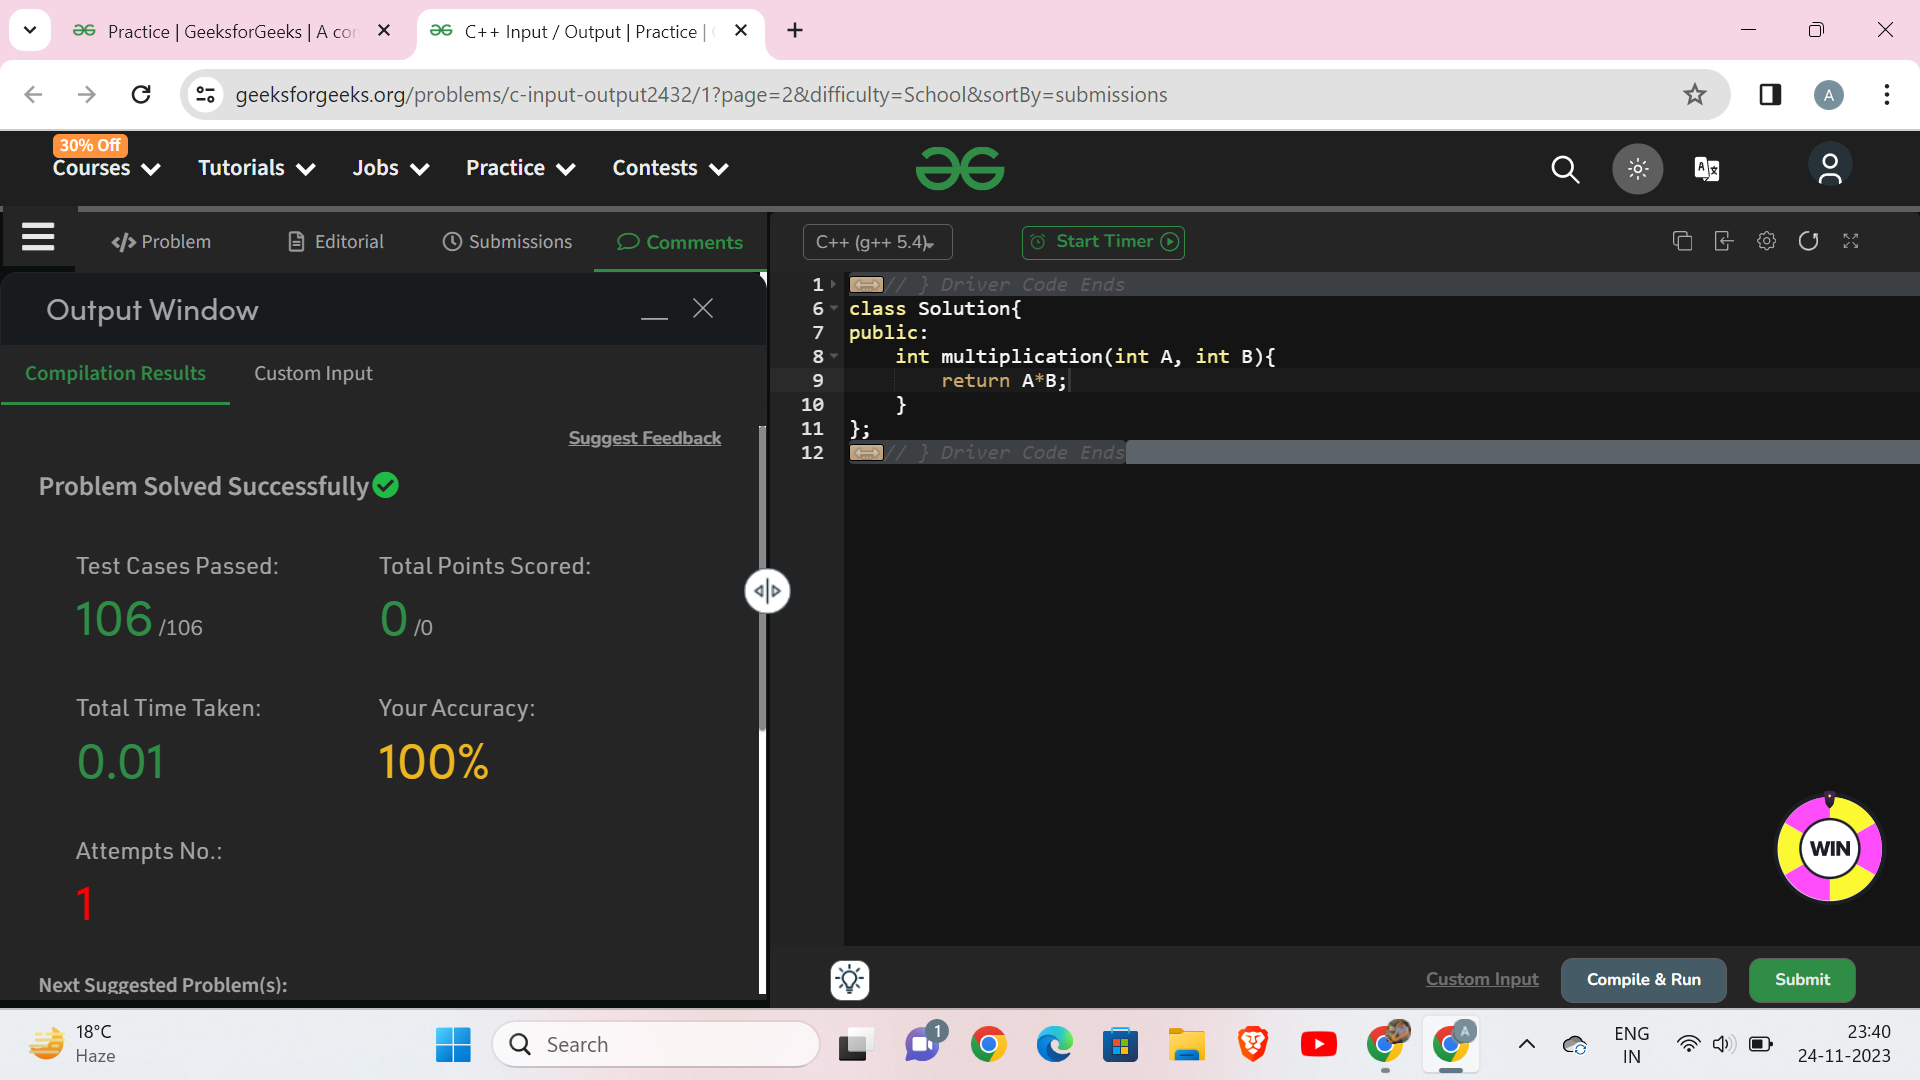 Practice | GeeksforGeeks | A co
C++ Input / Output | Practice |
geeksforgeeks.org/problems/c-input-output2432/1?page=2&difficulty=School&sortBy=submissions
A
30% Off
Courses
Tutorials
Jobs
Practice
Contests
Problem
Editorial
Submissions
Comments
C++ (g++ 5.4)
Start Timer
Output Window
Compilation Results
Custom Input
Suggest Feedback
Problem Solved Successfully
Test Cases Passed:
106 /106
Total Points Scored:
0 /0
Total Time Taken:
0.01
Your Accuracy:
100%
Attempts No.:
1
Next Suggested Problem(s):
1 // } Driver Code Ends
6 class Solution{
7 public:
8 int multiplication(int A, int B){
9 return A*B;
10 }
11 };
12 // } Driver Code Ends
WIN
Custom Input
Compile & Run
Submit
18°C
Haze
Search
1
A
ENG
IN
23:40
24-11-2023